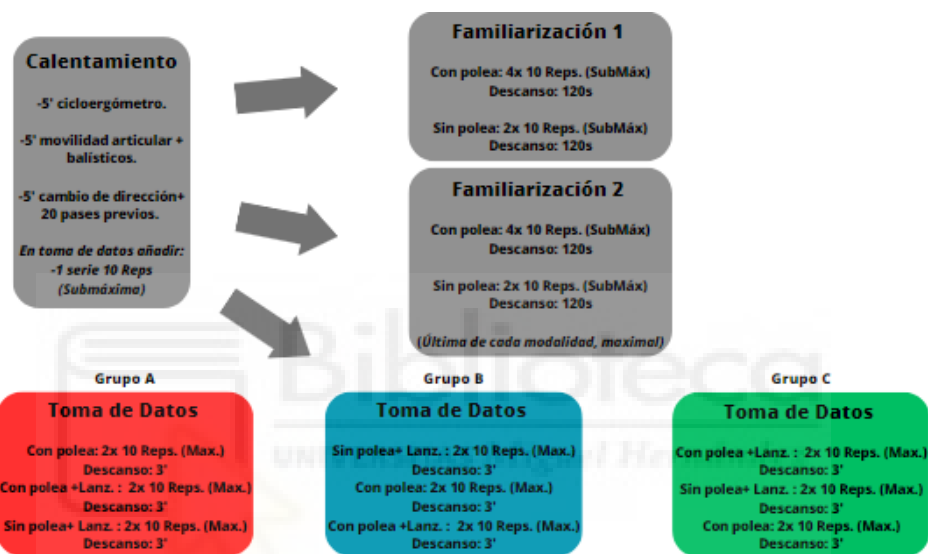 Calentamiento
-5' cicloergómetro.
-5' movilidad articular +
balísticos.
-5' cambio de dirección+
20 pases previos.
En toma de datos añadir:
-1 serie 10 Reps
(Submáxima)
Familiarización 1
Con polea: 4x 10 Reps. (SubMáx)
Descanso: 120s
Sin polea: 2x 10 Reps. (SubMáx)
Descanso: 120s
Familiarización 2
Con polea: 4x 10 Reps. (SubMáx)
Descanso: 120s
Sin polea: 2x 10 Reps. (SubMáx)
Descanso: 120s
(Última de cada modalidad, maximal)
Biblioteca
Grupo A
Toma de Datos
Con polea: 2x 10 Reps. (Max.)
Descanso: 3'
Con polea +Lanz. : 2x 10 Reps. (Max.)
Descanso: 3'
Sin polea+ Lanz. : 2x 10 Reps. (Max.)
Descanso: 3'
Grupo B
Toma de Datos
Sin polea+ Lanz. : 2x 10 Reps. (Max.)
Descanso: 3'
Con polea: 2x 10 Reps. (Max.)
Descanso: 3'
Con polea +Lanz. : 2x 10 Reps. (Max.)
Descanso: 3'
Grupo C
Toma de Datos
Con polea +Lanz. : 2x 10 Reps. (Max.)
Descanso: 3'
Sin polea+ Lanz. : 2x 10 Reps. (Max.)
Descanso: 3'
Con polea: 2x 10 Reps. (Max.)
Descanso: 3'